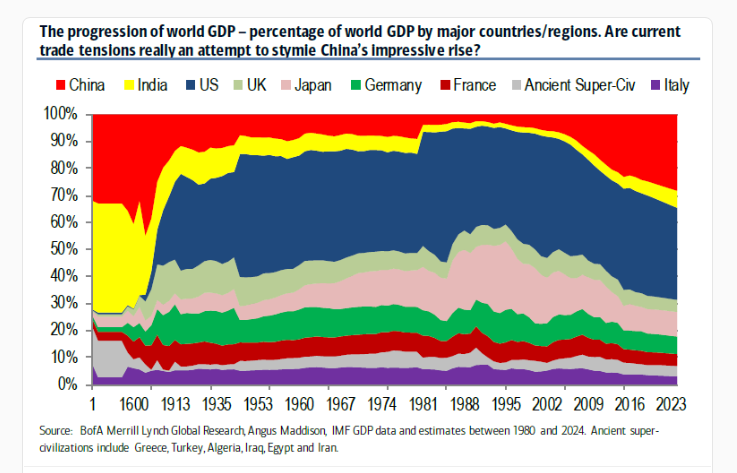 The progression of world GDP – percentage of world GDP by major countries/regions. Are current
trade tensions really an attempt to stymie China's impressive rise?
China India US UK Japan Germany France Ancient Super-Civ Italy
100%
90%
80%
70%
60%
50%
40%
30%
20%
10%
0%
1 1600 1913 1935 1953 1960 1967 1974 1981 1988 1995 2002 2009 2016 2023
Source: BofA Merrill Lynch Global Research, Angus Maddison, IMF GDP data and estimates between 1980 and 2024. Ancient super-
civilizations include Greece, Turkey, Algeria, Iraq, Egypt and Iran.